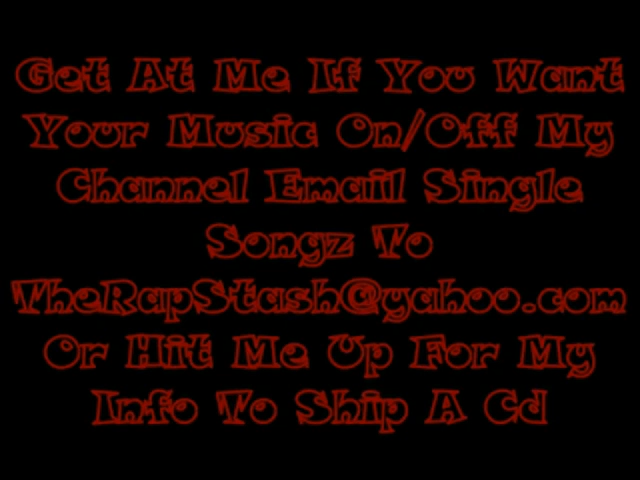 Get At Me If You Want
Your Music On/Off My
Channel Email Single
Songz To
TheRapStash@yahoo.com
Or Hit Me Up For My
Info To Ship A Cd